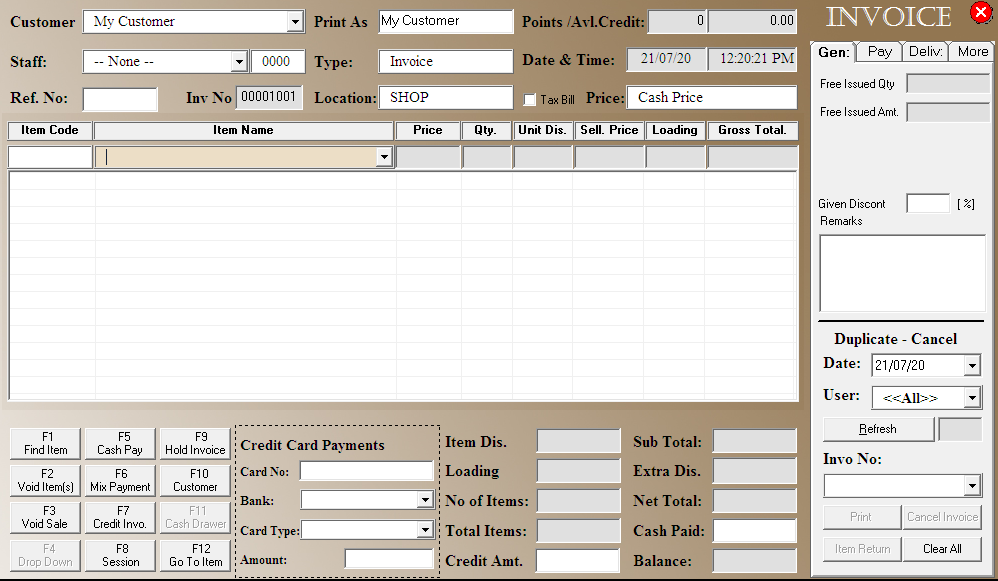 Customer My Customer Print As My Customer Points /Avl.Credit: 0 0.00 INVOICE
Staff: -- None -- 0000 Type: Invoice Date & Time: 21/07/20 12:20:21 PM Gen: Pay Deliv: More
Ref. No: Inv No 00001001 Location: SHOP Tax Bill Price: Cash Price
Item Code Item Name Price Qty. Unit Dis. Sell. Price Loading Gross Total.
Free Issued Qty
Free Issued Amt.
Given Discont [ %]
Remarks
Duplicate - Cancel
Date: 21/07/20
User: <<All>>
Refresh
Invo No:
Print Cancel Invoice
Item Return Clear All
F1 Find Item
F5 Cash Pay
F9 Hold Invoice
F2 Void Item(s)
F6 Mix Payment
F10 Customer
F3 Void Sale
F7 Credit Invo.
F11 Cash Drawer
F4 Drop Down
F8 Session
F12 Go To Item
Credit Card Payments
Card No:
Bank:
Card Type:
Amount:
Item Dis. Sub Total:
Loading Extra Dis.
No of Items: Net Total:
Total Items: Cash Paid:
Credit Amt. Balance: